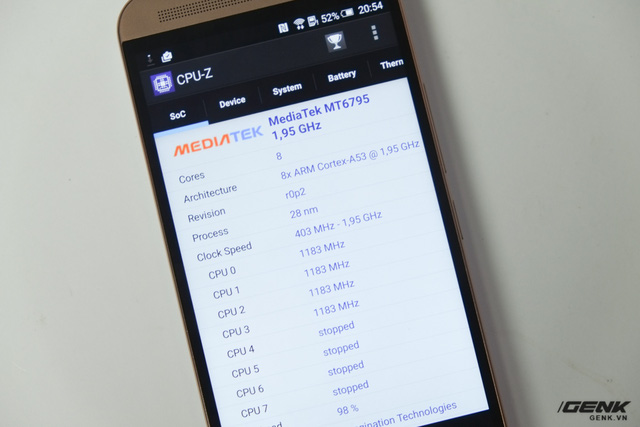 52% 20:54
CPU-Z
SoC Device System Battery Therm
MEDIATEK MediaTek MT6795
1,95 GHz
Cores 8
Architecture 8x ARM Cortex-A53 @ 1,95 GHz
Revision r0p2
Process 28 nm
Clock Speed 403 MHz - 1,95 GHz
CPU 0 1183 MHz
CPU 1 1183 MHz
CPU 2 1183 MHz
CPU 3 1183 MHz
CPU 4 stopped
CPU 5 stopped
CPU 6 stopped
CPU 7 stopped
98 %
Technologies
GENK
GENK.VN